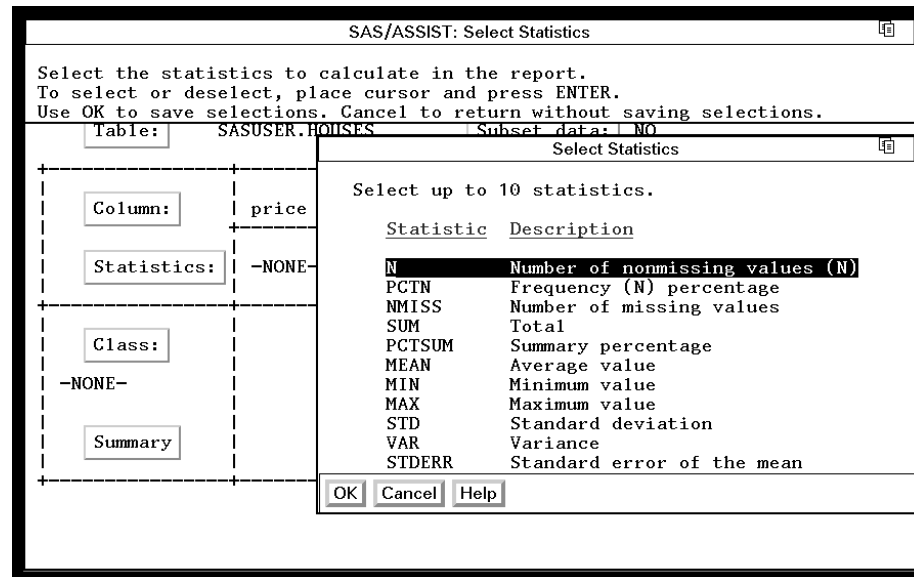 SAS/ASSIST: Select Statistics
Select the statistics to calculate in the report.
To select or deselect, place cursor and press ENTER.
Use OK to save selections. Cancel to return without saving selections.
Table: SASUSER.HOUSES Subset data: NO
Select Statistics
Select up to 10 statistics.
Column: price
Statistic Description
Statistics: -NONE-
N Number of nonmissing values (N)
PCTN Frequency (N) percentage
NMISS Number of missing values
SUM Total
Class:
PCTSUM Summary percentage
MEAN Average value
-NONE-
MIN Minimum value
MAX Maximum value
STD Standard deviation
Summary
VAR Variance
STDERR Standard error of the mean
OK Cancel Help